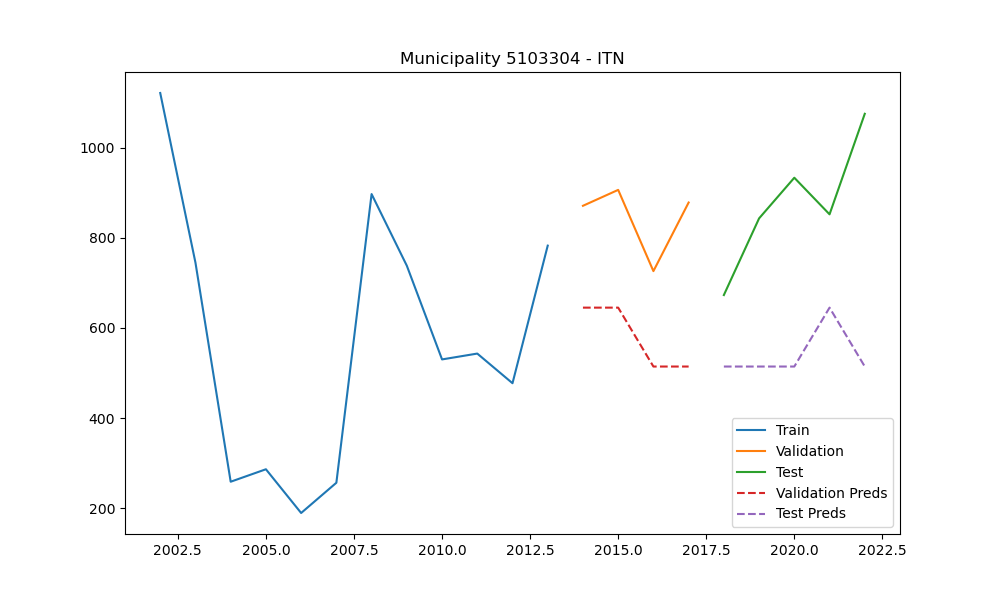 Municipality 5103304 - ITN
1000
800
600
400
200
2002.5 2005.0 2007.5 2010.0 2012.5 2015.0 2017.5 2020.0 2022.5
Train
Validation
Test
Validation Preds
Test Preds